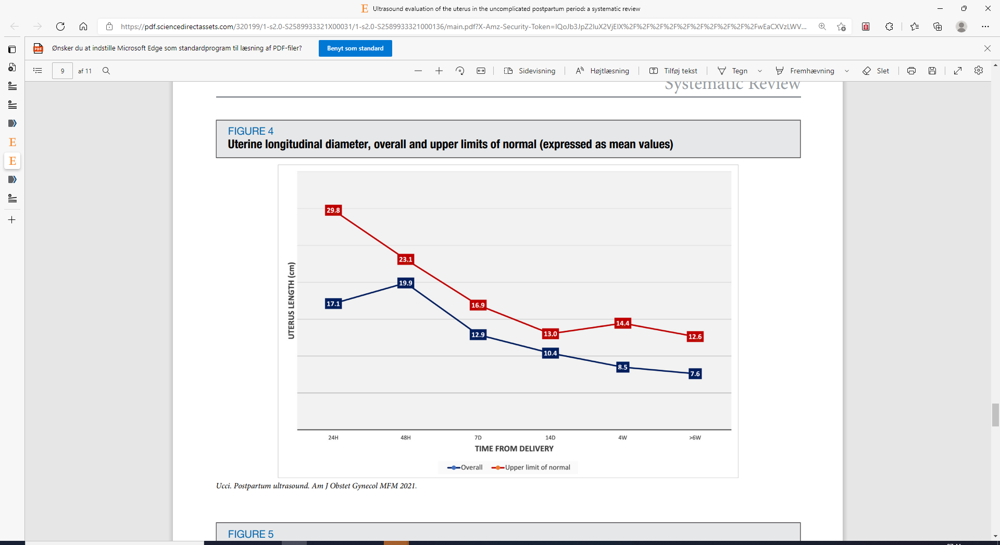 Ultrasound evaluation of the uterus in the uncomplicated postpartum period: a systematic review
https://pdf.sciencedirectassets.com/320199/1-s2.0-S2589933321X00031/1-s2.0-S2589933321000136/main.pdf?X-Amz-Security-Token=IQoJb3JpZ2luX2VjEIX%2F%2F%2F%2F%2F%2F%2F%2F%2F%2FwEaCXVzLWV...
PDF
Ønsker du at indstille Microsoft Edge som standardprogram til læsning af PDF-filer?
Benyt som standard
9 af 11
Sidevisning
Højtlæsning
Tilføj tekst
Tegn
Fremhævning
Slet
Systematic Review
FIGURE 4
Uterine longitudinal diameter, overall and upper limits of normal (expressed as mean values)
UTERUS LENGTH (cm)
29.8
23.1
16.9
13.0
14.4
12.6
17.1
19.9
12.9
10.4
8.5
7.6
24H 48H 7D 14D 4W >6W
TIME FROM DELIVERY
Overall Upper limit of normal
Ucci. Postpartum ultrasound. Am J Obstet Gynecol MFM 2021.
FIGURE 5